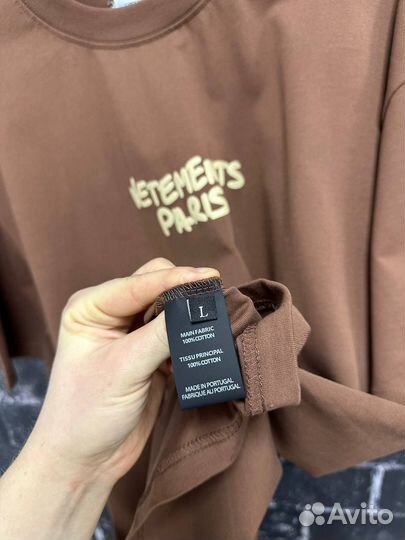 VETEMENTS
PARIS
L
MAIN FABRIC
100%COTTON
TISSU PRINCIPAL
100%COTTON
MADE IN PORTUGAL
FABRIQUE AU PORTUGAL
Avito